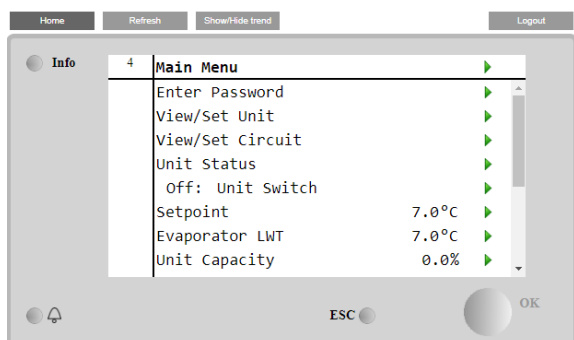 Home Refresh Show/Hide trend Logout
Info
4 Main Menu
Enter Password
View/Set Unit
View/Set Circuit
Unit Status
Off: Unit Switch
Setpoint 7.0°C
Evaporator LWT 7.0°C
Unit Capacity 0.0%
ESC OK